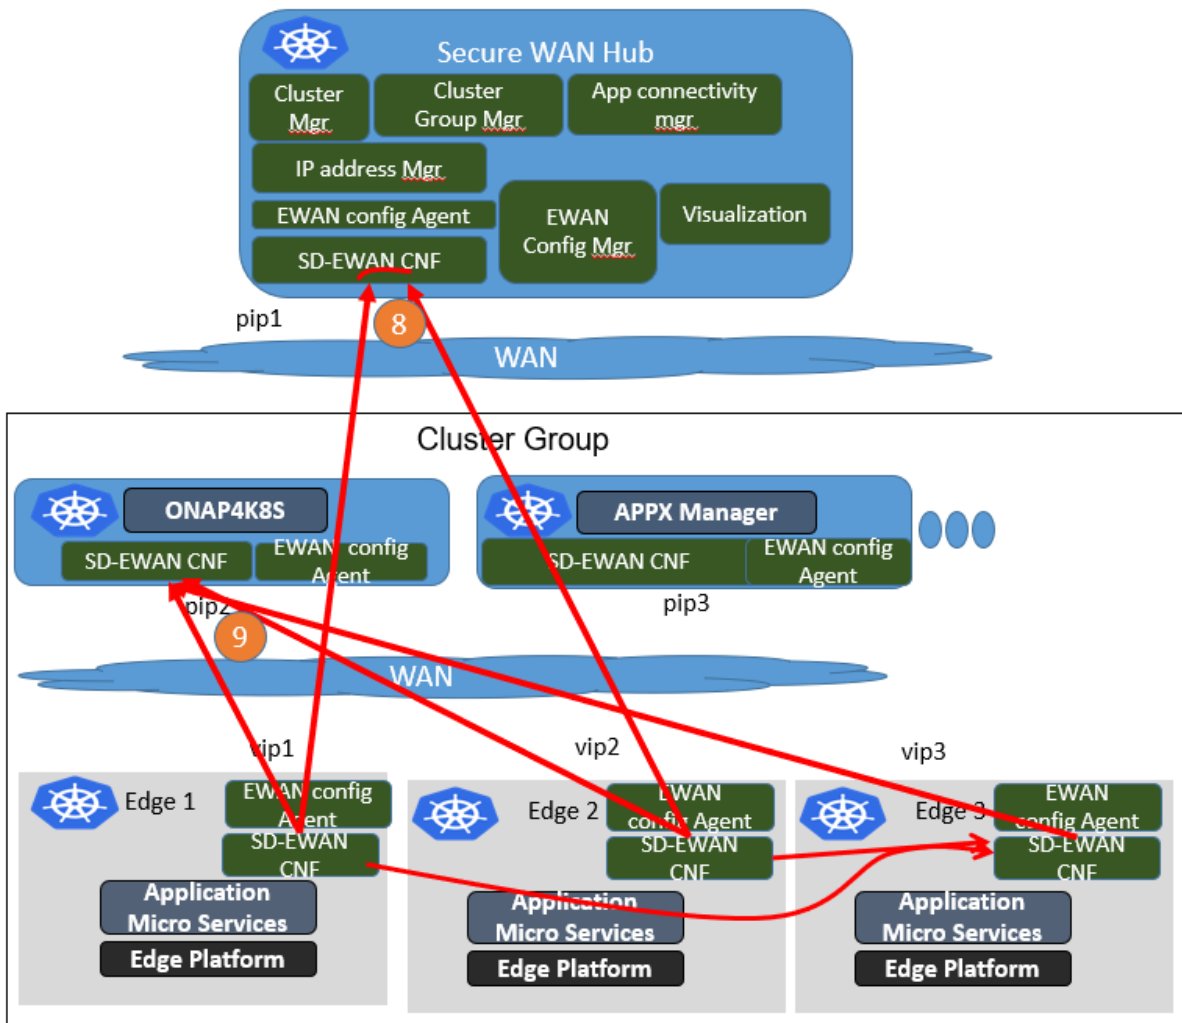 Secure WAN Hub
Cluster
Mgr
Cluster
Group Mgr
App connectivity
mgr
IP address Mgr
EWAN config Agent
EWAN
Config Mgr
Visualization
SD-EWAN CNF
pip1
8
WAN
Cluster Group
ONAP4K8S
SD-EWAN CNF
EWAN config
Agent
APPX Manager
SD-EWAN CNF
EWAN config
Agent
pip2
pip3
9
WAN
vip1
vip2
vip3
Edge 1
EWAN config
Agent
SD-EWAN
CNF
Application
Micro Services
Edge Platform
Edge 2
EWAN
config Agent
SD-EWAN
CNF
Application
Micro Services
Edge Platform
Edge 3
EWAN
config Agent
SD-EWAN
CNF
Application
Micro Services
Edge Platform